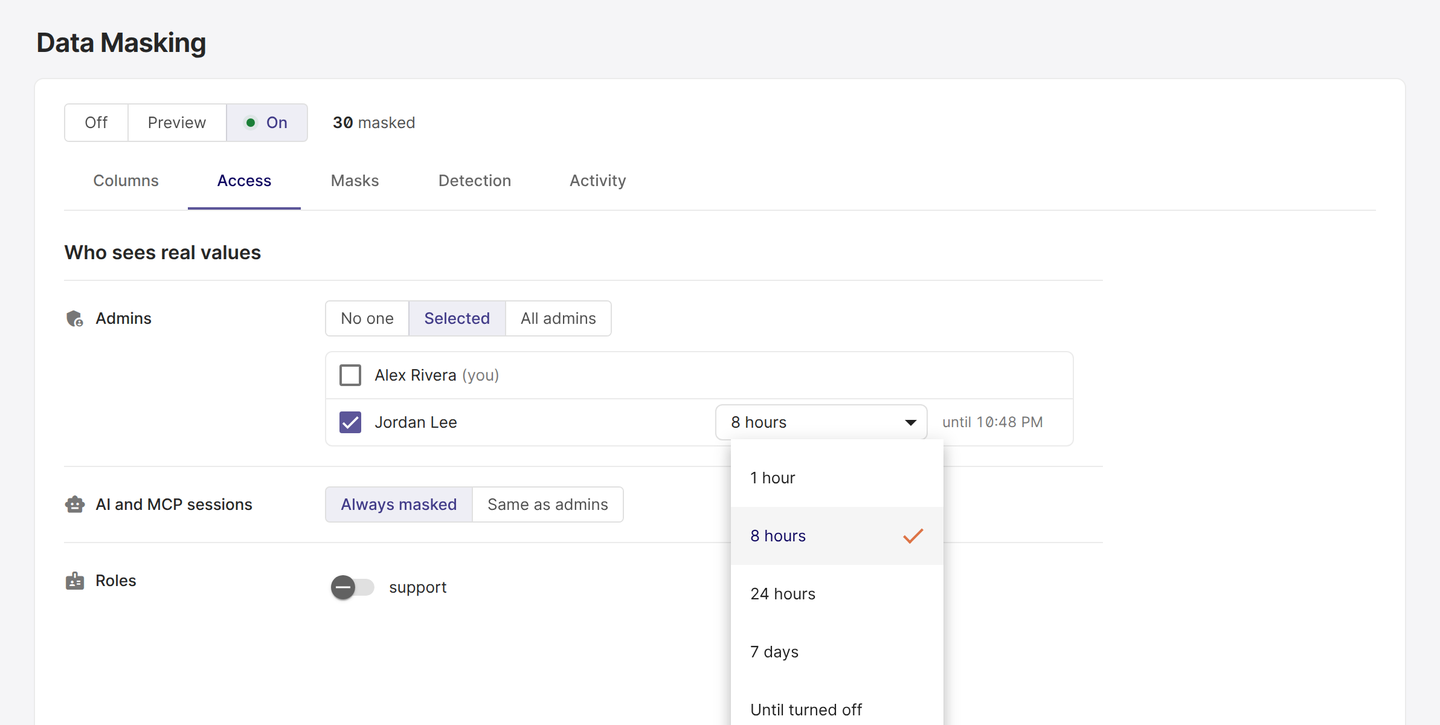 Data Masking
Off Preview On 30 masked
Columns Access Masks Detection Activity
Who sees real values
Admins No one Selected All admins
Alex Rivera (you)
Jordan Lee 8 hours until 10:48 PM
1 hour
AI and MCP sessions Always masked Same as admins
8 hours
Roles support
24 hours
7 days
Until turned off